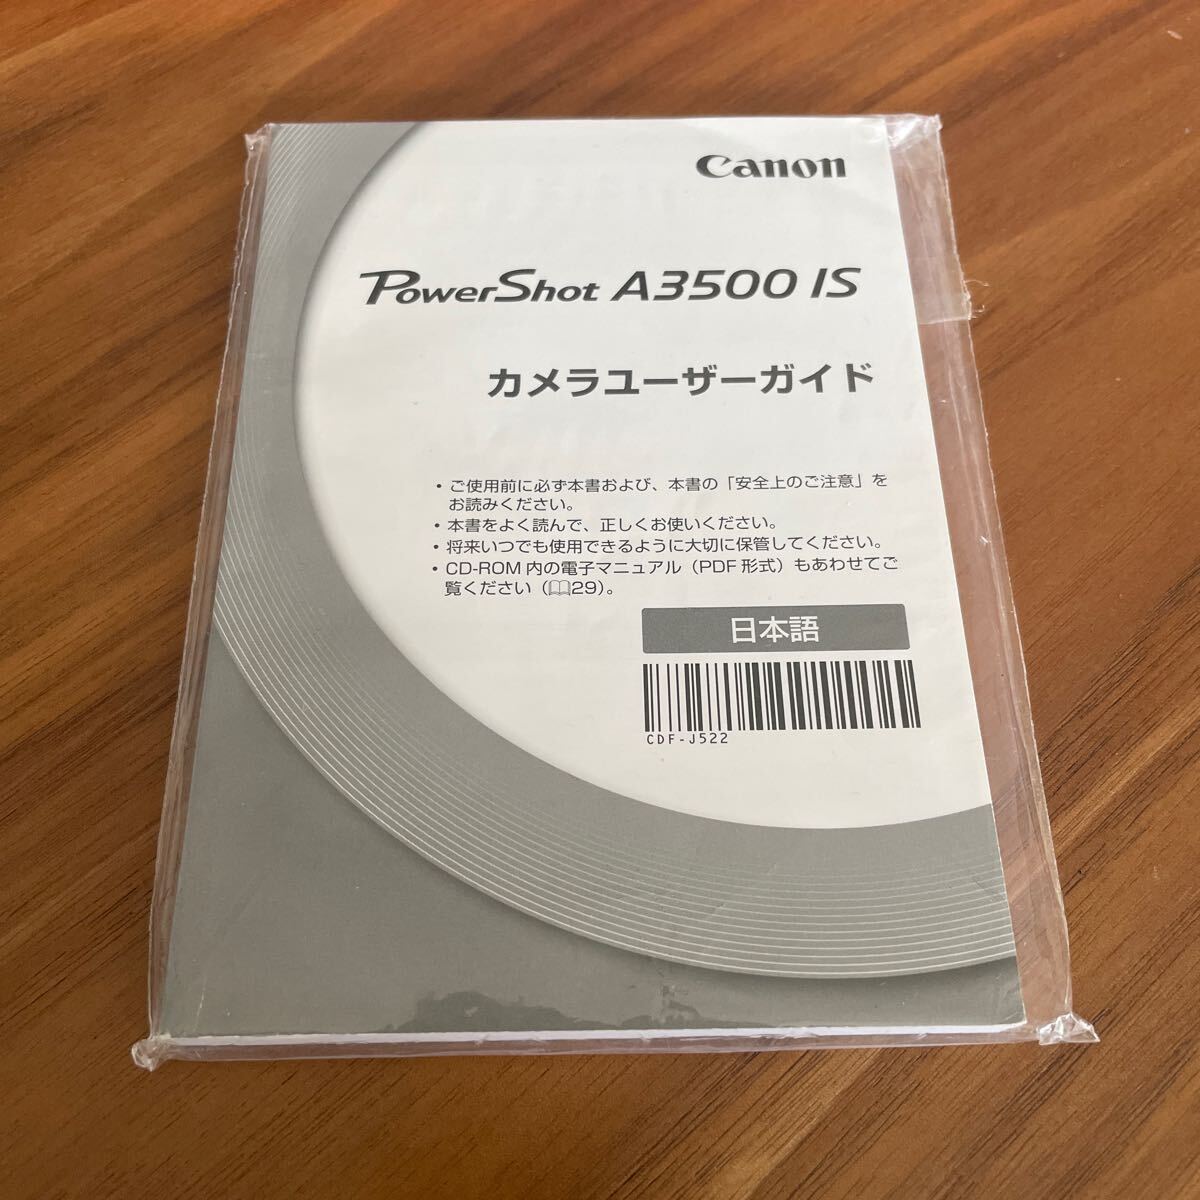 Canon
PowerShot A3500 IS
カメラユーザーガイド
・ご使用前に必ず本書および、本書の「安全上のご注意」を
お読みください。
・本書をよく読んで、正しくお使いください。
・将来いつでも使用できるように大切に保管してください。
・CD-ROM 内の電子マニュアル（PDF 形式）もあわせてご
覧ください（📖29）。
日本語
CDF-J522